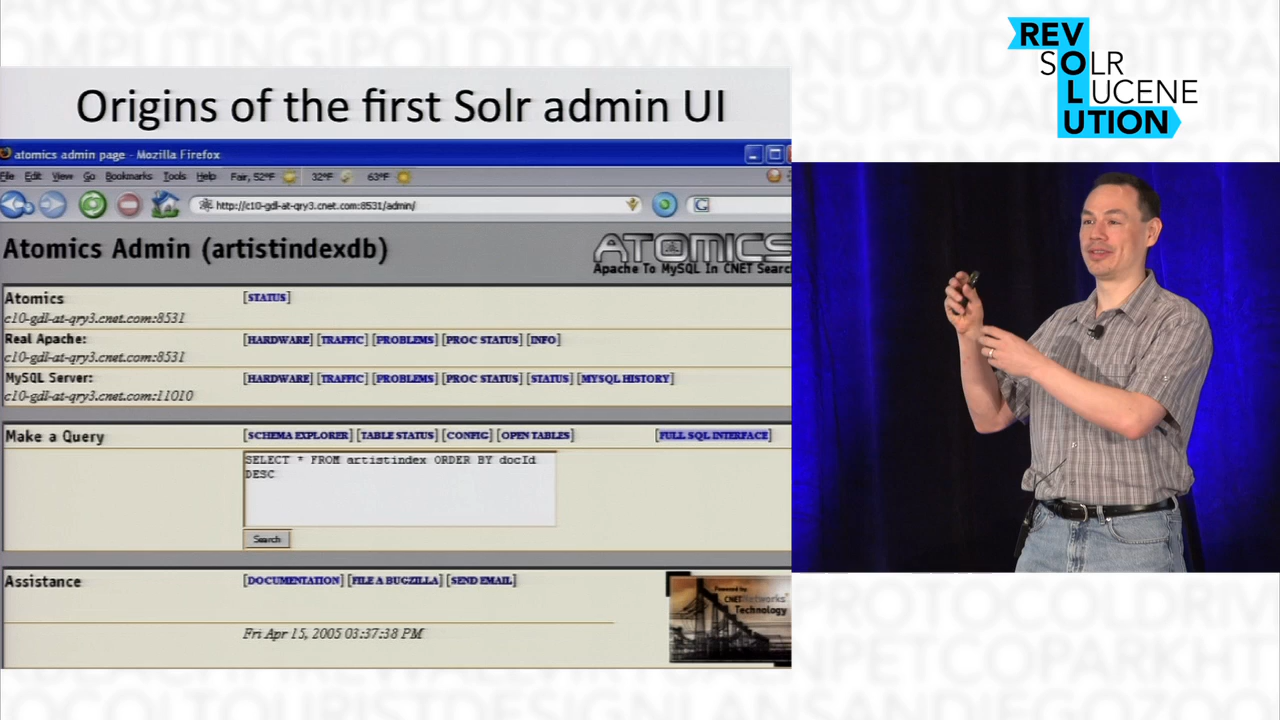 REV
SOLR
LUCENE
UTION
Origins of the first Solr admin UI
atomics admin page - Mozilla Firefox
File Edit View Go Bookmarks Tools Help Fair, 52°F 32°F 63°F
http://c10-gdl-at-qry3.cnet.com:8531/admin/
G
Atomics Admin (artistindexdb)
ATOMICS
Apache To MySQL In CNET Searc
Atomics [STATUS]
c10-gdl-at-qry3.cnet.com:8531
Real Apache: [HARDWARE] [TRAFFIC] [PROBLEMS] [PROC STATUS] [INFO]
c10-gdl-at-qry3.cnet.com:8531
MySQL Server: [HARDWARE] [TRAFFIC] [PROBLEMS] [PROC STATUS] [STATUS] [MYSQL HISTORY]
c10-gdl-at-qry3.cnet.com:11010
Make a Query [SCHEMA EXPLORER] [TABLE STATUS] [CONFIG] [OPEN TABLES] [FULL SQL INTERFACE]
SELECT * FROM artistindex ORDER BY docId
DESC
Search
Assistance [DOCUMENTATION] [FILE A BUGZILLA] [SEND EMAIL]
Powered by
CNET Networks
Technology
Fri Apr 15, 2005 03:37:38 PM